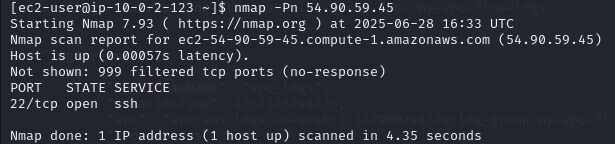 [ec2-user@ip-10-0-2-123 ~]$ nmap -Pn 54.90.59.45
Starting Nmap 7.93 ( https://nmap.org ) at 2025-06-28 16:33 UTC
Nmap scan report for ec2-54-90-59-45.compute-1.amazonaws.com (54.90.59.45)
Host is up (0.00057s latency).
Not shown: 999 filtered tcp ports (no-response)
PORT   STATE SERVICE
22/tcp open  ssh
Nmap done: 1 IP address (1 host up) scanned in 4.35 seconds